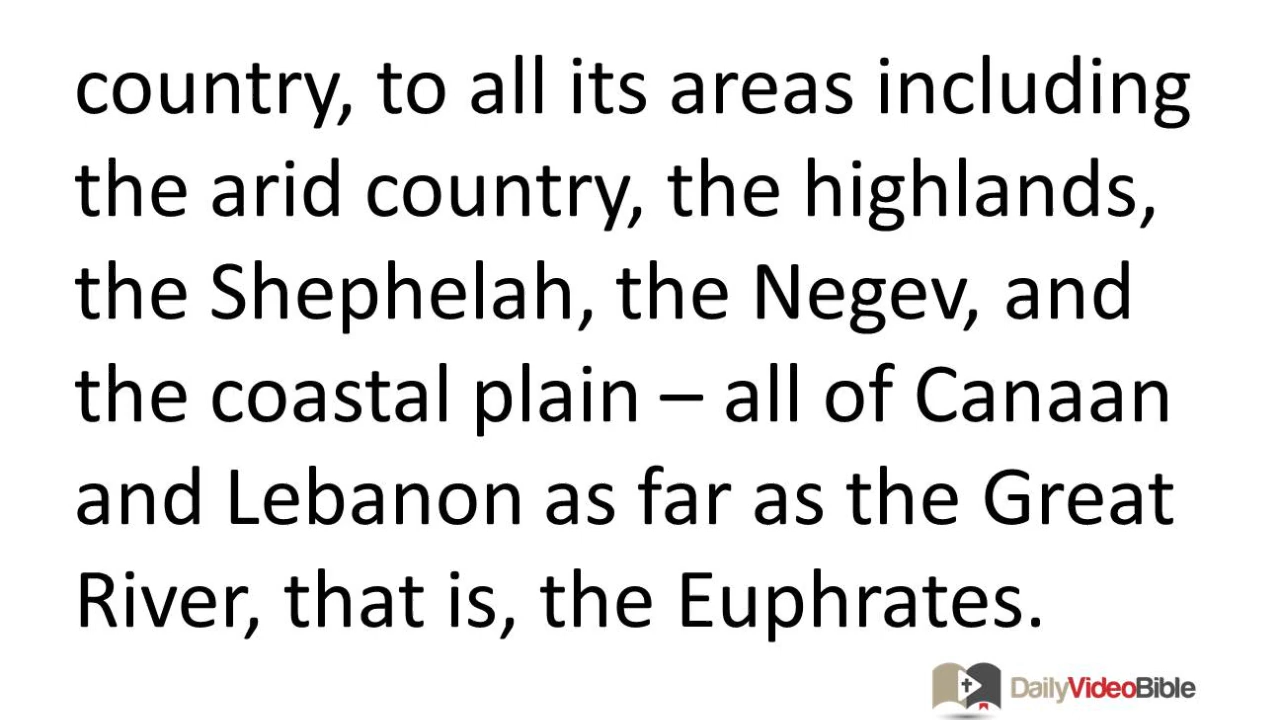 country, to all its areas including
the arid country, the highlands,
the Shephelah, the Negev, and
the coastal plain – all of Canaan
and Lebanon as far as the Great
River, that is, the Euphrates.
DailyVideoBible